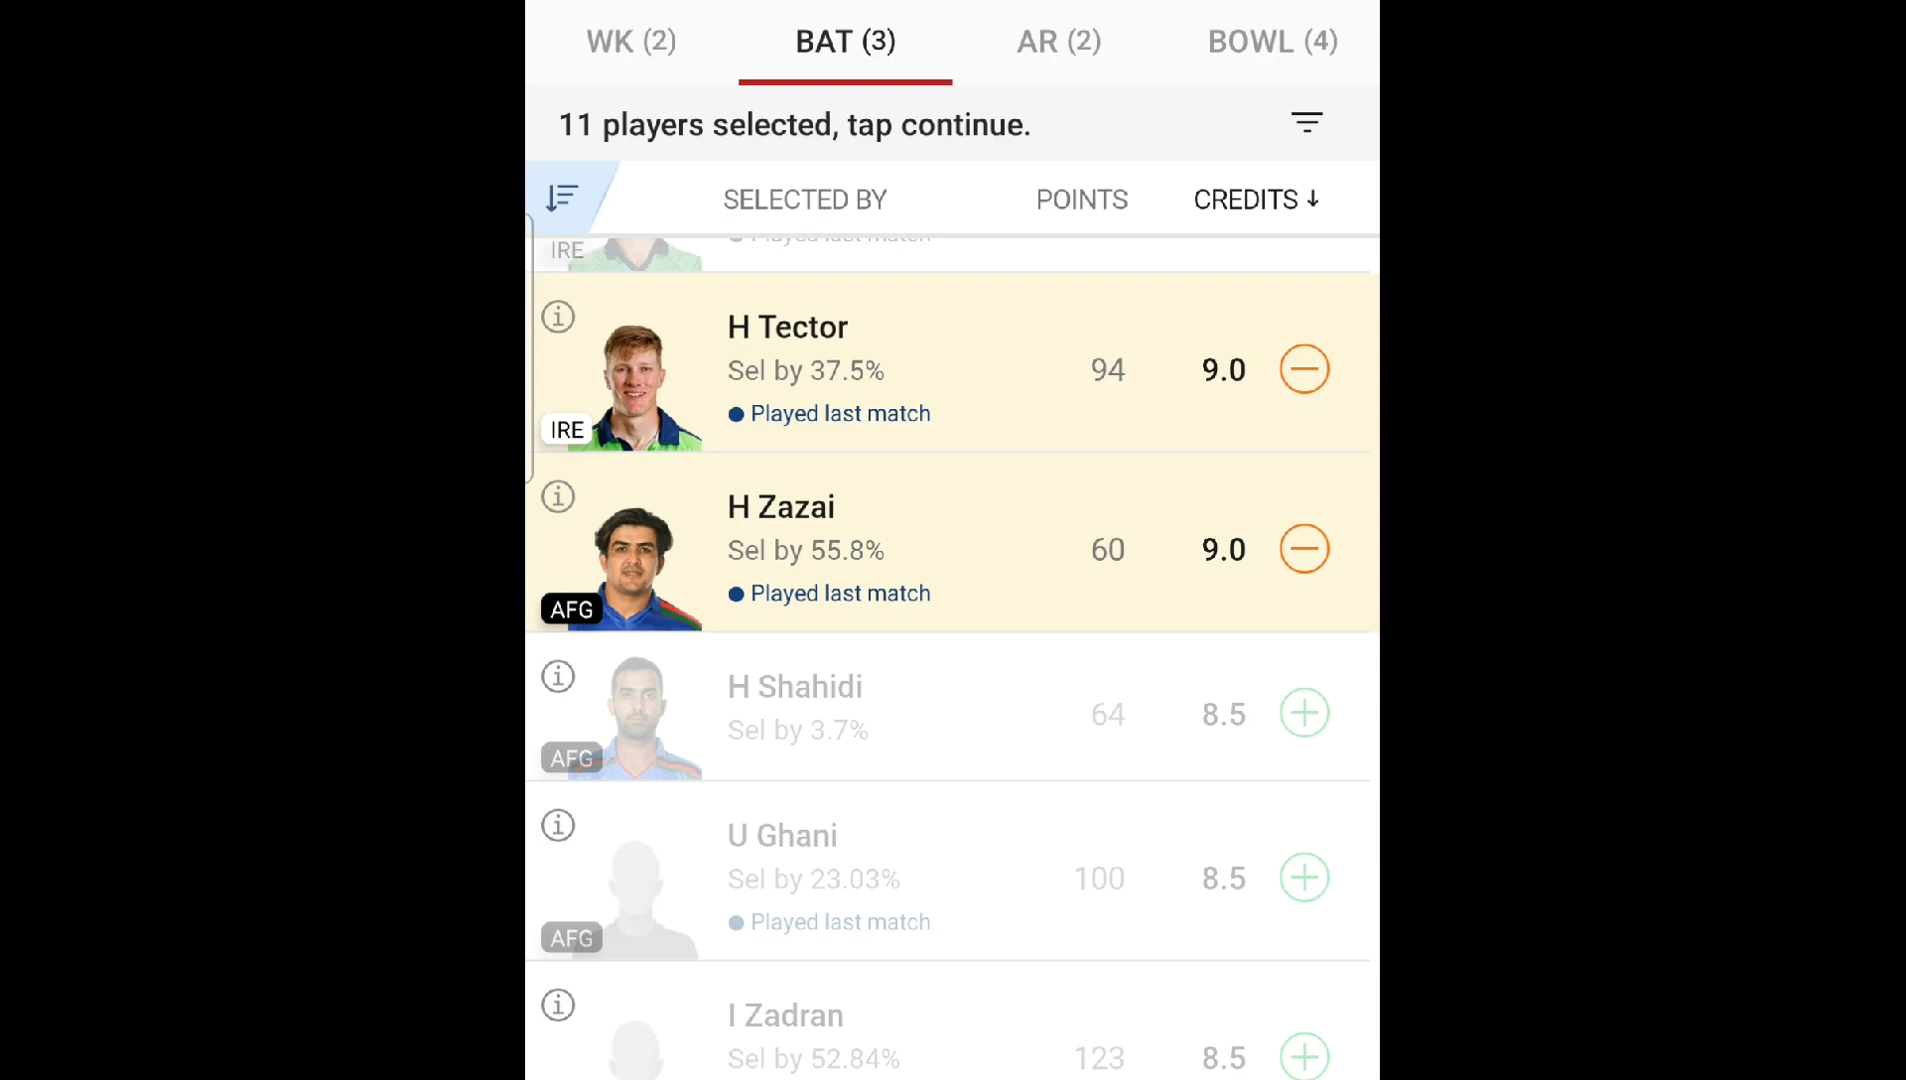 WK (2)
BAT (3)
AR (2)
BOWL (4)
11 players selected, tap continue.
SELECTED BY
POINTS
CREDITS ↓
IRE
Played last match
H Tector
Sel by 37.5%
94
9.0
Played last match
IRE
H Zazai
Sel by 55.8%
60
9.0
Played last match
AFG
H Shahidi
Sel by 3.7%
64
8.5
AFG
U Ghani
Sel by 23.03%
100
8.5
Played last match
AFG
I Zadran
Sel by 52.84%
123
8.5